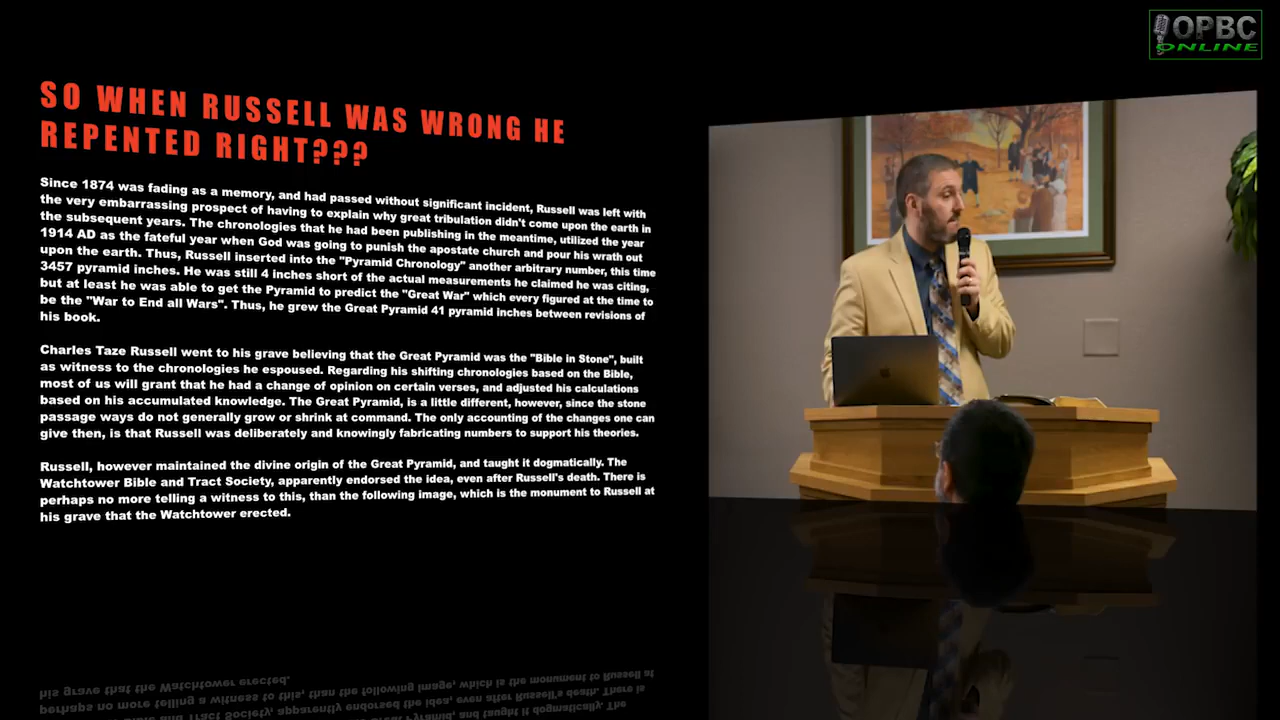 OPBC
ONLINE
SO WHEN RUSSELL WAS WRONG HE
REPENTED RIGHT???
Since 1874 was fading as a memory, and had passed without significant incident, Russell was left with
the very embarrassing prospect of having to explain why great tribulation didn't come upon the earth in
the subsequent years. The chronologies that he had been publishing in the meantime, utilized the year
1914 AD as the fateful year when God was going to punish the apostate church and pour his wrath out
upon the earth. Thus, Russell inserted into the "Pyramid Chronology" another arbitrary number, this time
3457 pyramid inches. He was still 4 inches short of the actual measurements he claimed he was citing,
but at least he was able to get the Pyramid to predict the "Great War" which every figured at the time to
be the "War to End all Wars". Thus, he grew the Great Pyramid 41 pyramid inches between revisions of
his book.
Charles Taze Russell went to his grave believing that the Great Pyramid was the "Bible in Stone", built
as witness to the chronologies he espoused. Regarding his shifting chronologies based on the Bible,
most of us will grant that he had a change of opinion on certain verses, and adjusted his calculations
based on his accumulated knowledge. The Great Pyramid, is a little different, however, since the stone
passage ways do not generally grow or shrink at command. The only accounting of the changes one can
give then, is that Russell was deliberately and knowingly fabricating numbers to support his theories.
Russell, however maintained the divine origin of the Great Pyramid, and taught it dogmatically. The
Watchtower Bible and Tract Society, apparently endorsed the idea, even after Russell's death. There is
perhaps no more telling a witness to this, than the following image, which is the monument to Russell at
his grave that the Watchtower erected.